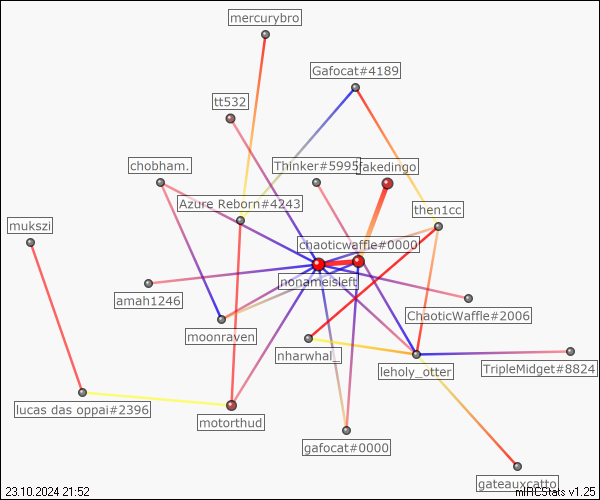 mercurybro
Gafocat#4189
tt532
chobham.
Thinker#5995
fakedingo
Azure Reborn#4243
then1cc
mukszi
chaoticwaffle#0000
nonameisleft
amah1246
ChaoticWaffle#2006
moonraven
nharwhal_
leholy_otter
TripleMidget#8824
lucas das oppai#2396
motorthud
gafocat#0000
gateauxcatto
23.10.2024 21:52
mIRCStats v1.25